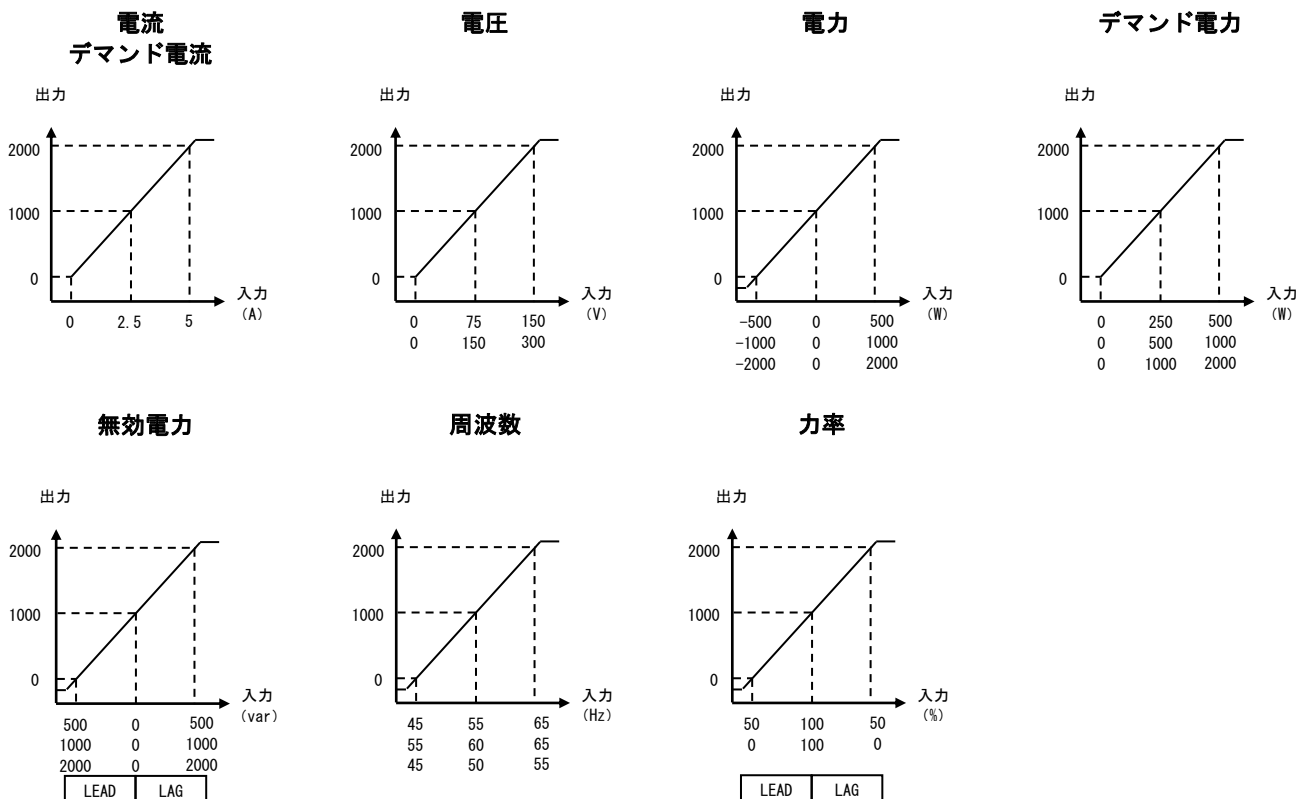 電流
デマンド電流
出力
2000
1000
0
入力
(A)
0 2.5 5
電圧
出力
2000
1000
0
入力
(V)
0 75 150
0 150 300
電力
出力
2000
1000
0
入力
(W)
-500 0 500
-1000 0 1000
-2000 0 2000
デマンド電力
出力
2000
1000
0
入力
(W)
0 250 500
0 500 1000
0 1000 2000
無効電力
出力
2000
1000
0
入力
(var)
500 0 500
1000 0 1000
2000 0 2000
LEAD LAG
周波数
出力
2000
1000
0
入力
(Hz)
45 55 65
55 60 65
45 50 55
力率
出力
2000
1000
0
入力
(%)
50 100 50
0 100 0
LEAD LAG